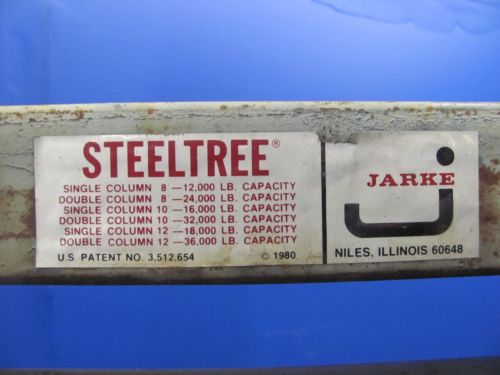 STEELTREE®
SINGLE COLUMN 8 — 12,000 LB. CAPACITY
DOUBLE COLUMN 8 — 24,000 LB. CAPACITY
SINGLE COLUMN 10 — 16,000 LB. CAPACITY
DOUBLE COLUMN 10 — 32,000 LB. CAPACITY
SINGLE COLUMN 12 — 18,000 LB. CAPACITY
DOUBLE COLUMN 12 — 36,000 LB. CAPACITY
U.S. PATENT NO. 3.512,654 © 1980
JARKE
NILES, ILLINOIS 60648